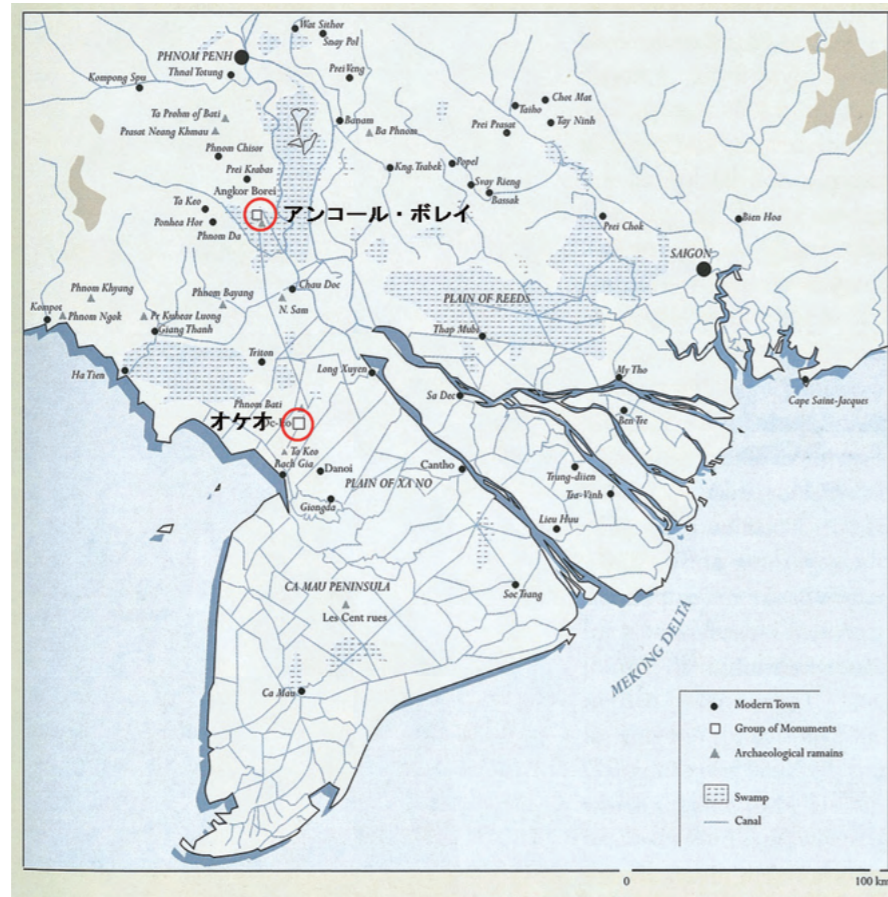 Wat Sithor
Snay Pol
PHNOM PENH
Thnal Totung
Prei Veng
Kompong Spu
Chot Mat
Taiho
Ta Prohm of Bati
Banam
Tay Ninh
Prasat Neang Khmau
Ba Phnom
Prei Prasat
Phnom Chisor
Popel
Kng. Trabek
Prei Krabas
Svay Rieng
Angkor Borei
Bassak
Ta Keo
アンコール・ボレイ
Prei Chok
Bien Hoa
Ponhea Hor
Phnom Da
SAIGON
Chau Doc
Phnom Khyang
Phnom Bayang
N. Sam
PLAIN OF REEDS
Kompot
Phnom Ngok
Pr Kuhear Luong
Giang Thanh
Thap Mubi
Triton
Ha Tien
Long Xuyen
My Tho
Cape Saint-Jacques
Sa Dec
Phnom Bati
Ben Tre
オケオ
Ta Keo
Rach Gia
Danoi
Cantho
PLAIN OF XA NO
Trung-dien
Tra-Vinh
Giongda
Lieu Huu
CA MAU PENINSULA
Soc Trang
Les Cent rues
MEKONG DELTA
Ca Mau
Modern Town
Group of Monuments
Archaeological ramains
Swamp
Canal
0
100 km